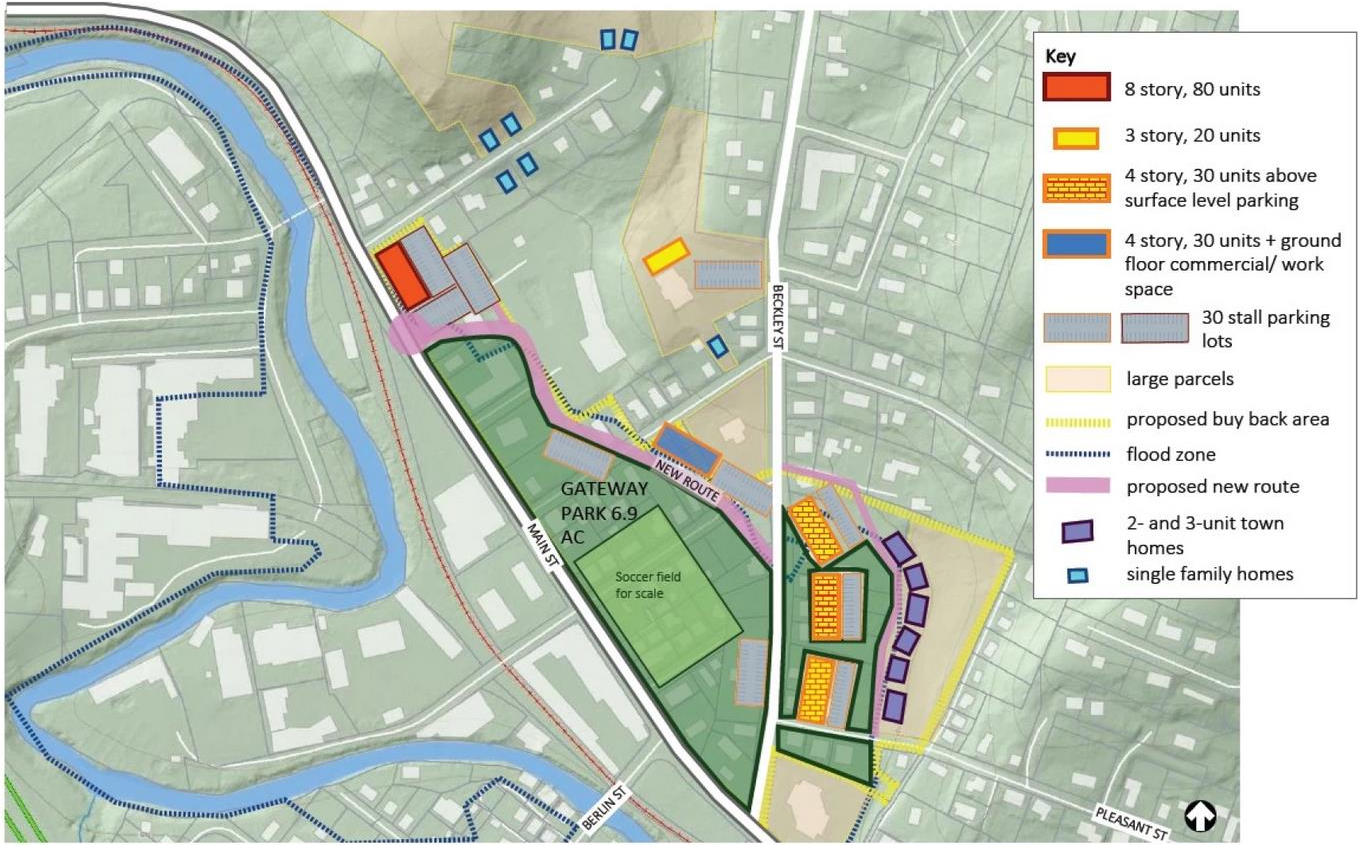 Key
8 story, 80 units
3 story, 20 units
4 story, 30 units above
surface level parking
4 story, 30 units + ground
floor commercial/ work
space
30 stall parking
lots
large parcels
proposed buy back area
flood zone
proposed new route
2- and 3-unit town
homes
single family homes
BECKLEY ST
NEW ROUTE
GATEWAY
PARK 6.9
AC
MAIN ST
Soccer field
for scale
BERLIN ST
PLEASANT ST